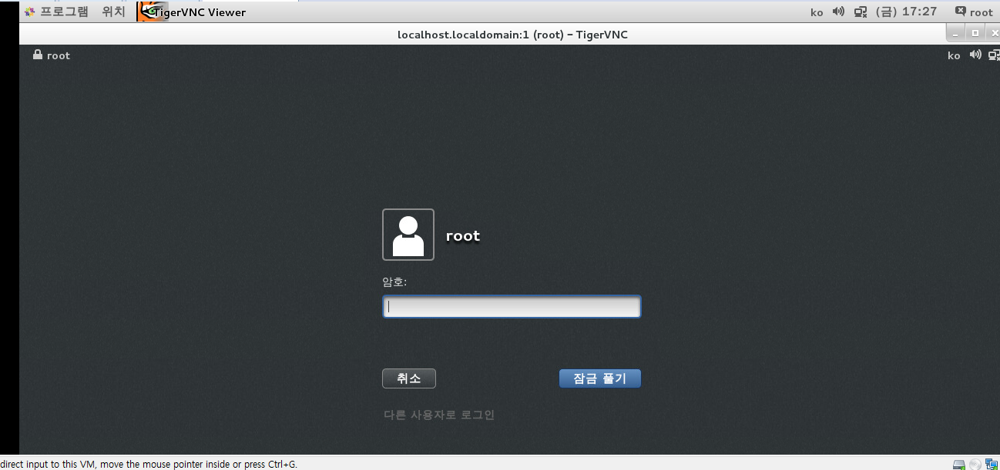 프로그램 위치 TigerVNC Viewer ko (금) 17:27 root
localhost.localdomain:1 (root) - TigerVNC
root ko
root
암호:
취소 잠금 풀기
다른 사용자로 로그인
direct input to this VM, move the mouse pointer inside or press Ctrl+G.